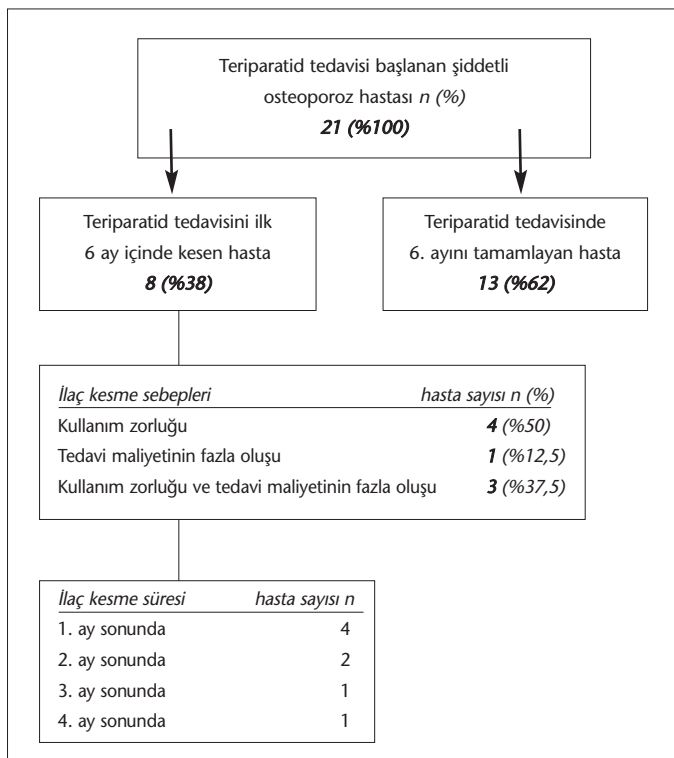 Teriparatid tedavisi başlanan şiddetli
osteoporoz hastası n (%)
21 (%100)
Teriparatid tedavisini ilk
6 ay içinde kesen hasta
8 (%38)
Teriparatid tedavisinde
6. ayını tamamlayan hasta
13 (%62)
İlaç kesme sebepleri hasta sayısı n (%)
Kullanım zorluğu 4 (%50)
Tedavi maliyetinin fazla oluşu 1 (%12,5)
Kullanım zorluğu ve tedavi maliyetinin fazla oluşu 3 (%37,5)
İlaç kesme süresi hasta sayısı n
1. ay sonunda 4
2. ay sonunda 2
3. ay sonunda 1
4. ay sonunda 1